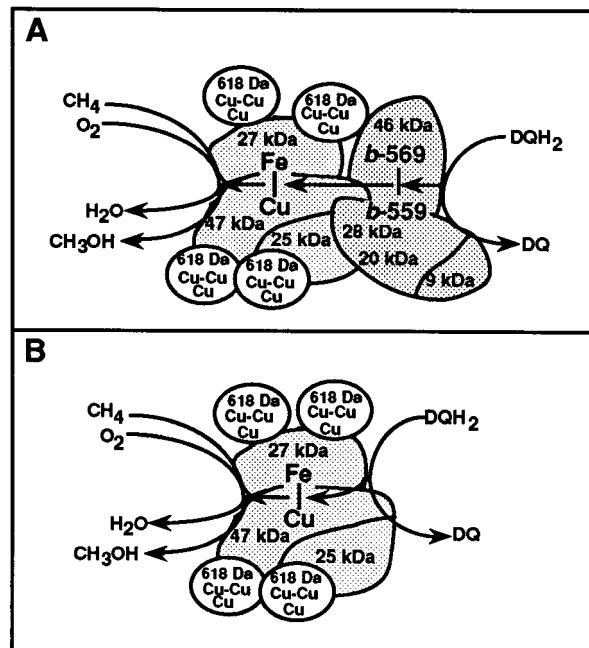 A
618 Da
Cu-Cu
Cu
618 Da
Cu-Cu
Cu
CH4
O2
27 kDa
Fe
Cu
46 kDa
b-569
b-559
DQH2
H2O
CH3OH
47 kDa
25 kDa
28 kDa
20 kDa
9 kDa
DQ
618 Da
Cu-Cu
Cu
618 Da
Cu-Cu
Cu
B
618 Da
Cu-Cu
Cu
618 Da
Cu-Cu
Cu
CH4
O2
DQH2
27 kDa
Fe
Cu
H2O
CH3OH
47 kDa
25 kDa
DQ
618 Da
Cu-Cu
Cu
618 Da
Cu-Cu
Cu